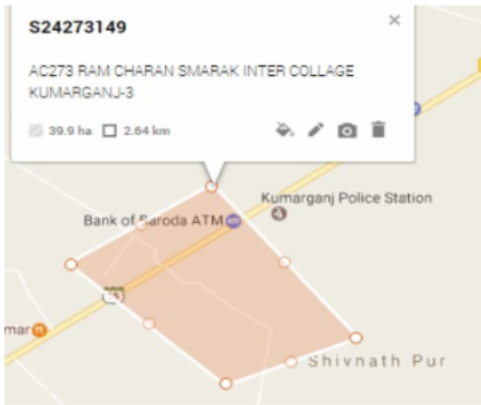 S24273149
AC273 RAM CHARAN SMARAK INTER COLLAGE
KUMARGANJ-3
39.9 ha 2.64 km
Kumarganj Police Station
Bank of Baroda ATM
mar
Shivnath Pur